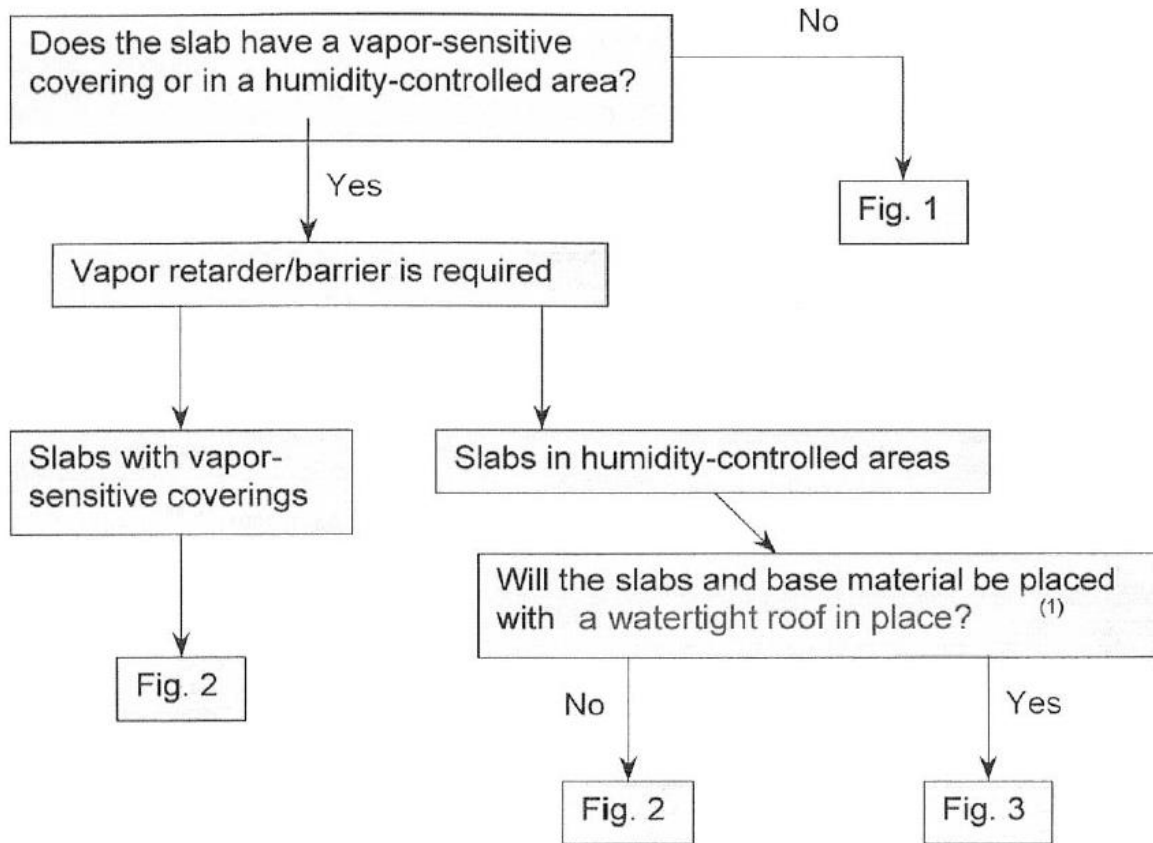 Does the slab have a vapor-sensitive
covering or in a humidity-controlled area?
No
Yes
Fig. 1
Vapor retarder/barrier is required
Slabs with vapor-
sensitive coverings
Slabs in humidity-controlled areas
Will the slabs and base material be placed
with a watertight roof in place? (1)
Fig. 2
No
Yes
Fig. 2
Fig. 3